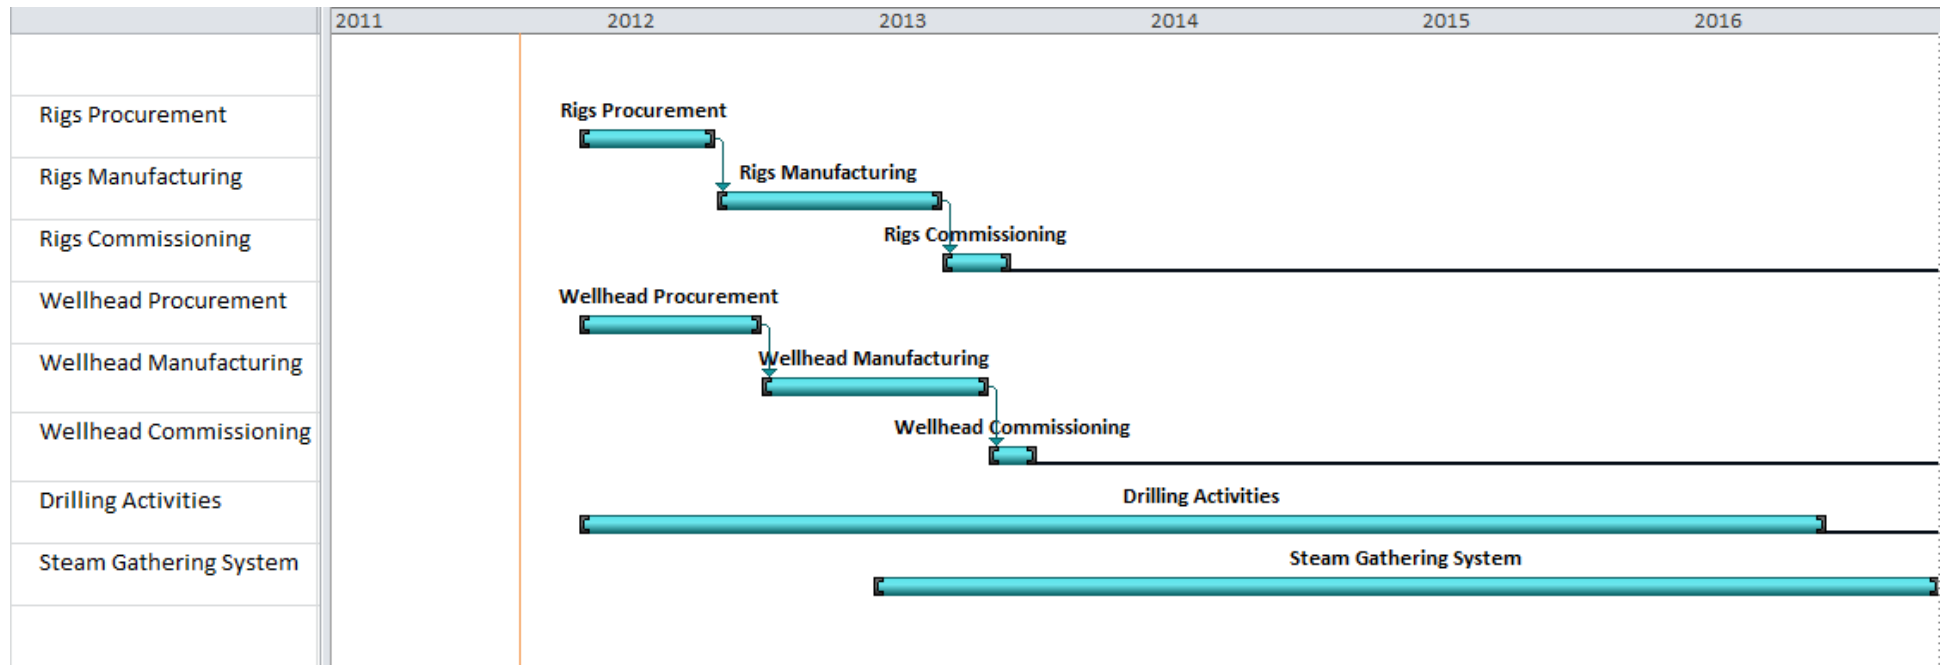 2011 2012 2013 2014 2015 2016
Rigs Procurement
Rigs Procurement
Rigs Manufacturing
Rigs Manufacturing
Rigs Commissioning
Rigs Commissioning
Wellhead Procurement
Wellhead Procurement
Wellhead Manufacturing
Wellhead Manufacturing
Wellhead Commissioning
Wellhead Commissioning
Drilling Activities
Drilling Activities
Steam Gathering System
Steam Gathering System